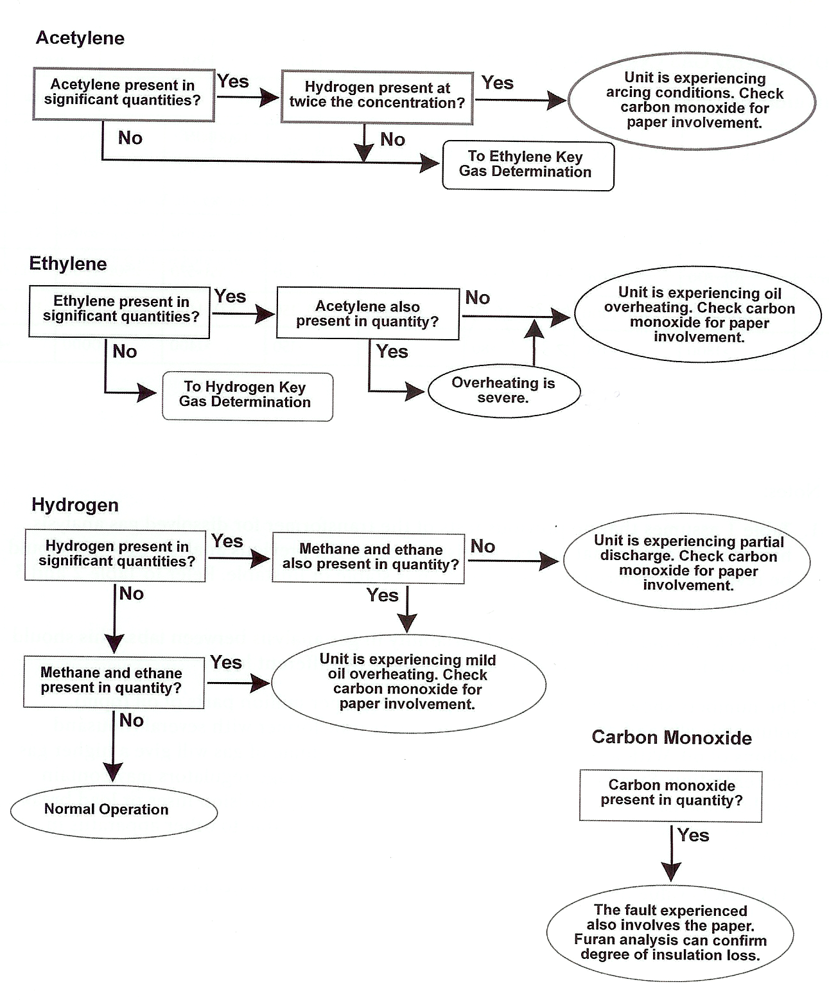 Acetylene
Acetylene present in
significant quantities?
Yes
Hydrogen present at
twice the concentration?
Yes
Unit is experiencing
arcing conditions. Check
carbon monoxide for
paper involvement.
No
No
To Ethylene Key
Gas Determination
Ethylene
Ethylene present in
significant quantities?
Yes
Acetylene also
present in quantity?
No
Unit is experiencing oil
overheating. Check carbon
monoxide for paper
involvement.
No
To Hydrogen Key
Gas Determination
Yes
Overheating is
severe.
Hydrogen
Hydrogen present in
significant quantities?
Yes
Methane and ethane
also present in quantity?
No
Unit is experiencing partial
discharge. Check carbon
monoxide for paper
involvement.
No
Yes
Methane and ethane
present in quantity?
Yes
Unit is experiencing mild
oil overheating. Check
carbon monoxide for
paper involvement.
No
Normal Operation
Carbon Monoxide
Carbon monoxide
present in quantity?
Yes
The fault experienced
also involves the paper.
Furan analysis can confirm
degree of insulation loss.